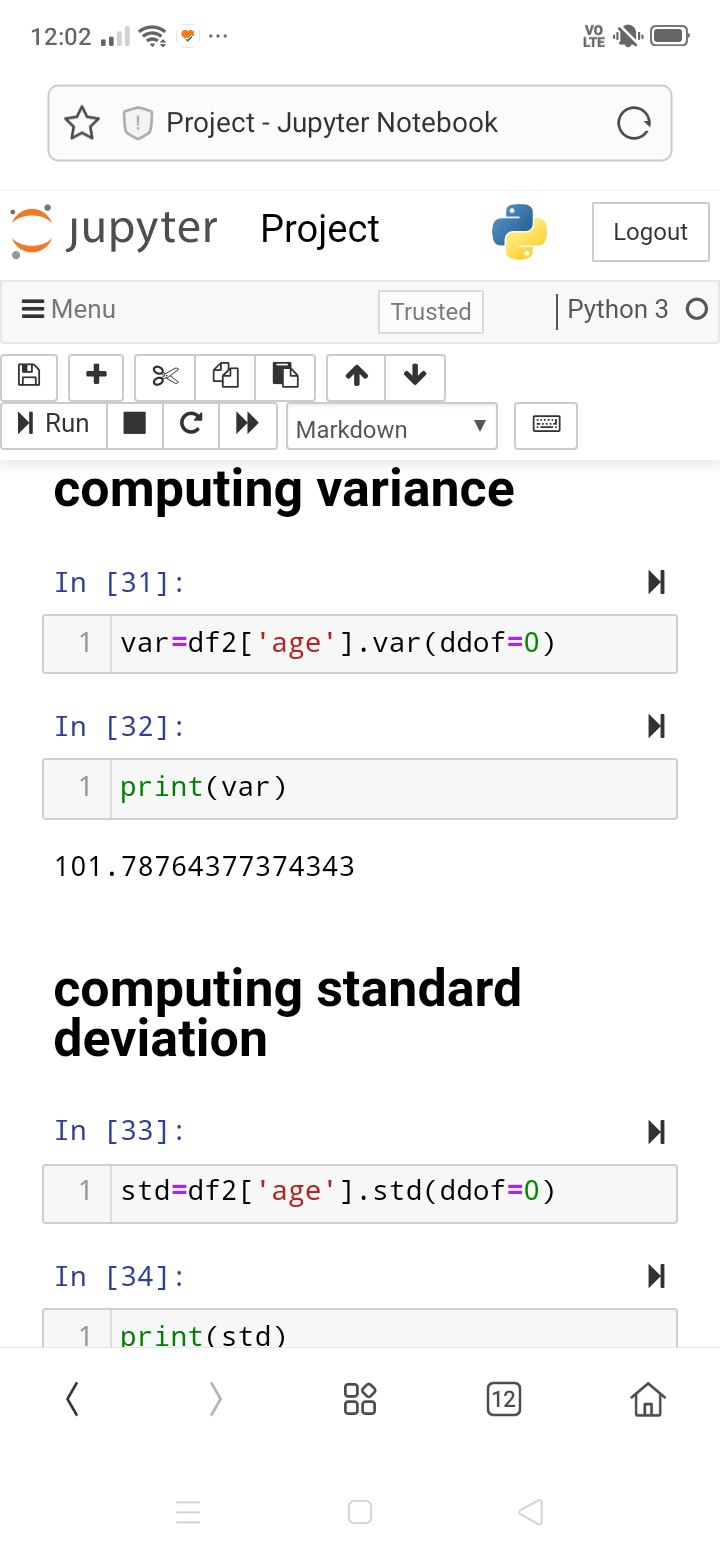 12:02 ... VO LTE
Project - Jupyter Notebook
jupyter Project Logout
Menu Trusted Python 3
Run Markdown
computing variance
In [31]:
1 var=df2['age'].var(ddof=0)
In [32]:
1 print(var)
101.78764377374343
computing standard
deviation
In [33]:
1 std=df2['age'].std(ddof=0)
In [34]:
1 print(std)
12